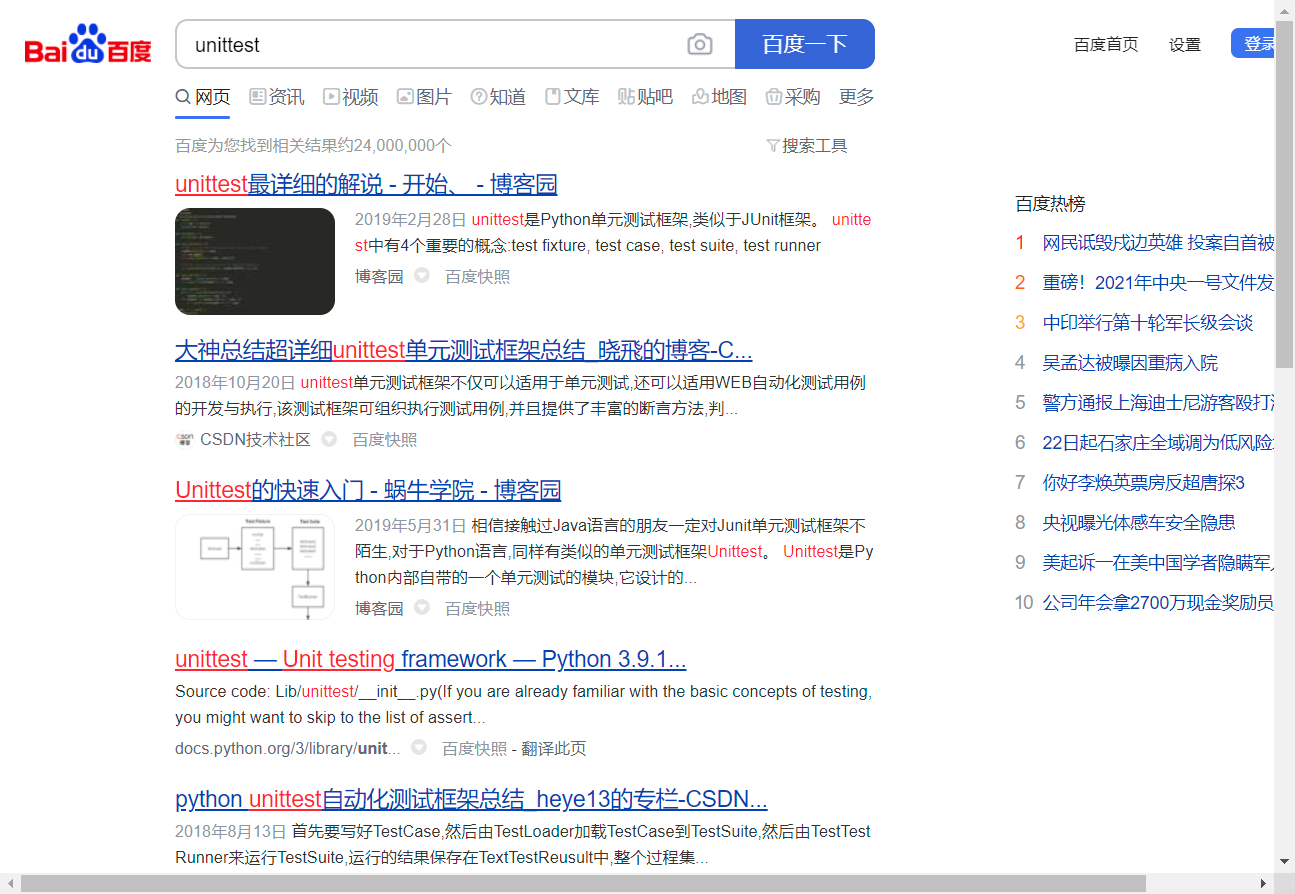 Bai du 百度
unittest
百度一下
百度首页 设置 登录
网页 资讯 视频 图片 知道 文库 贴吧 地图 采购 更多
百度为您找到相关结果约24,000,000个
搜索工具
unittest最详细的解说 - 开始、 - 博客园
2019年2月28日 unittest是Python单元测试框架,类似于JUnit框架。 unitte
st中有4个重要的概念:test fixture, test case, test suite, test runner
博客园 百度快照
大神总结超详细unittest单元测试框架总结_晓飛的博客-C...
2018年10月20日 unittest单元测试框架不仅可以适用于单元测试,还可以适用WEB自动化测试用例
的开发与执行,该测试框架可组织执行测试用例,并且提供了丰富的断言方法,判...
CSDN技术社区 百度快照
Unittest的快速入门 - 蜗牛学院 - 博客园
2019年5月31日 相信接触过Java语言的朋友一定对Junit单元测试框架不
陌生,对于Python语言,同样有类似的单元测试框架Unittest。 Unittest是Py
thon内部自带的一个单元测试的模块,它设计的...
博客园 百度快照
unittest — Unit testing framework — Python 3.9.1...
Source code: Lib/unittest/__init__.py(If you are already familiar with the basic concepts of testing,
you might want to skip to the list of assert...
docs.python.org/3/library/unit... 百度快照 - 翻译此页
python unittest自动化测试框架总结_heye13的专栏-CSDN...
2018年8月13日 首先要写好TestCase,然后由TestLoader加载TestCase到TestSuite,然后由TextTest
Runner来运行TestSuite,运行的结果保存在TextTestReusult中,整个过程集...
百度热榜
1 网民诋毁戍边英雄 投案自首被
2 重磅！2021年中央一号文件发
3 中印举行第十轮军长级会谈
4 吴孟达被曝因重病入院
5 警方通报上海迪士尼游客殴打
6 22日起石家庄全域调为低风险
7 你好李焕英票房反超唐探3
8 央视曝光体感车安全隐患
9 美起诉一在美中国学者隐瞒军
10 公司年会拿2700万现金奖励员